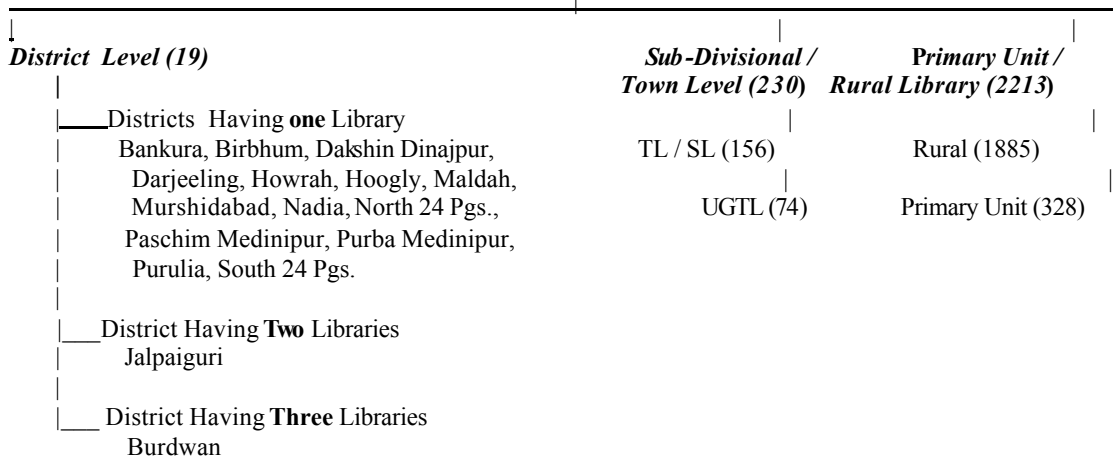 District Level (19) Sub-Divisional / Primary Unit /
Town Level (230) Rural Library (2213)
Districts Having one Library
Bankura, Birbhum, Dakshin Dinajpur, TL / SL (156) Rural (1885)
Darjeeling, Howrah, Hoogly, Maldah,
Murshidabad, Nadia, North 24 Pgs., UGTL (74) Primary Unit (328)
Paschim Medinipur, Purba Medinipur,
Purulia, South 24 Pgs.
District Having Two Libraries
Jalpaiguri
District Having Three Libraries
Burdwan